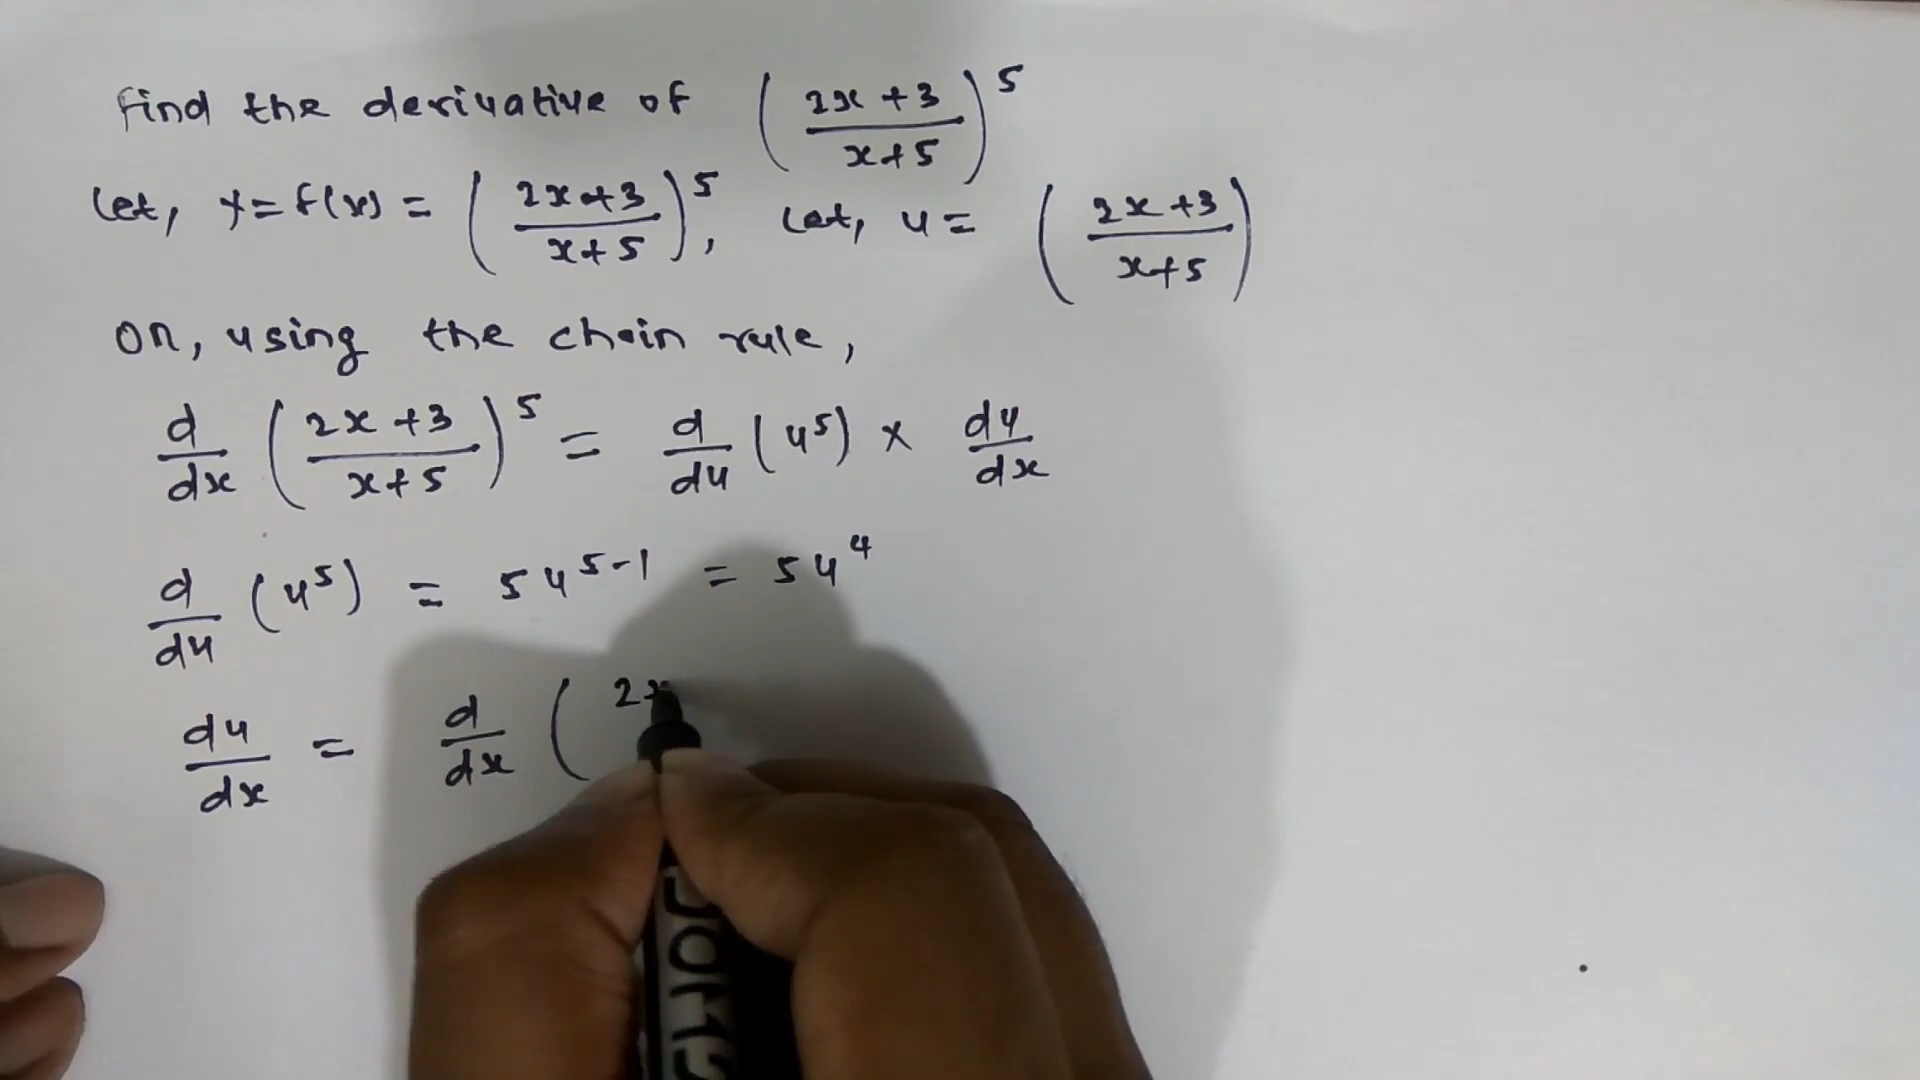 Find the derivative of (2x+3/x+5)^5
Let, y=f(x) = (2x+3/x+5)^5, Let, u = (2x+3/x+5)
On, using the chain rule,
d/dx (2x+3/x+5)^5 = d/du (u^5) × du/dx
d/du (u^5) = 5u^5-1 = 5u^4
du/dx = d/dx ( 2x